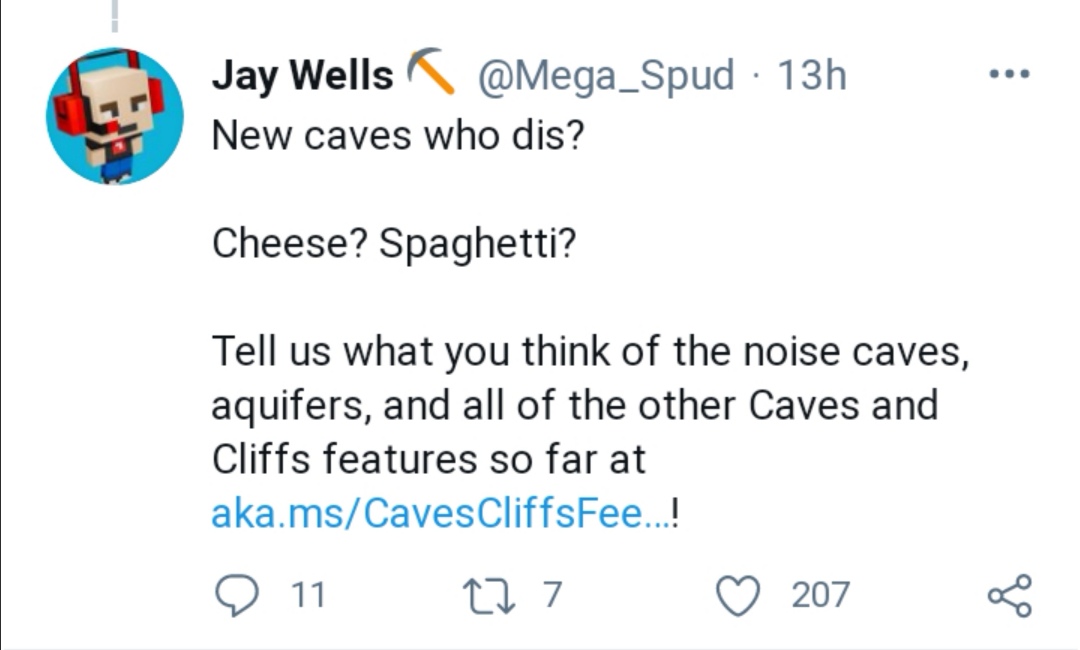 Jay Wells @Mega_Spud · 13h
New caves who dis?
Cheese? Spaghetti?
Tell us what you think of the noise caves,
aquifers, and all of the other Caves and
Cliffs features so far at
aka.ms/CavesCliffsFee...!
11 7 207